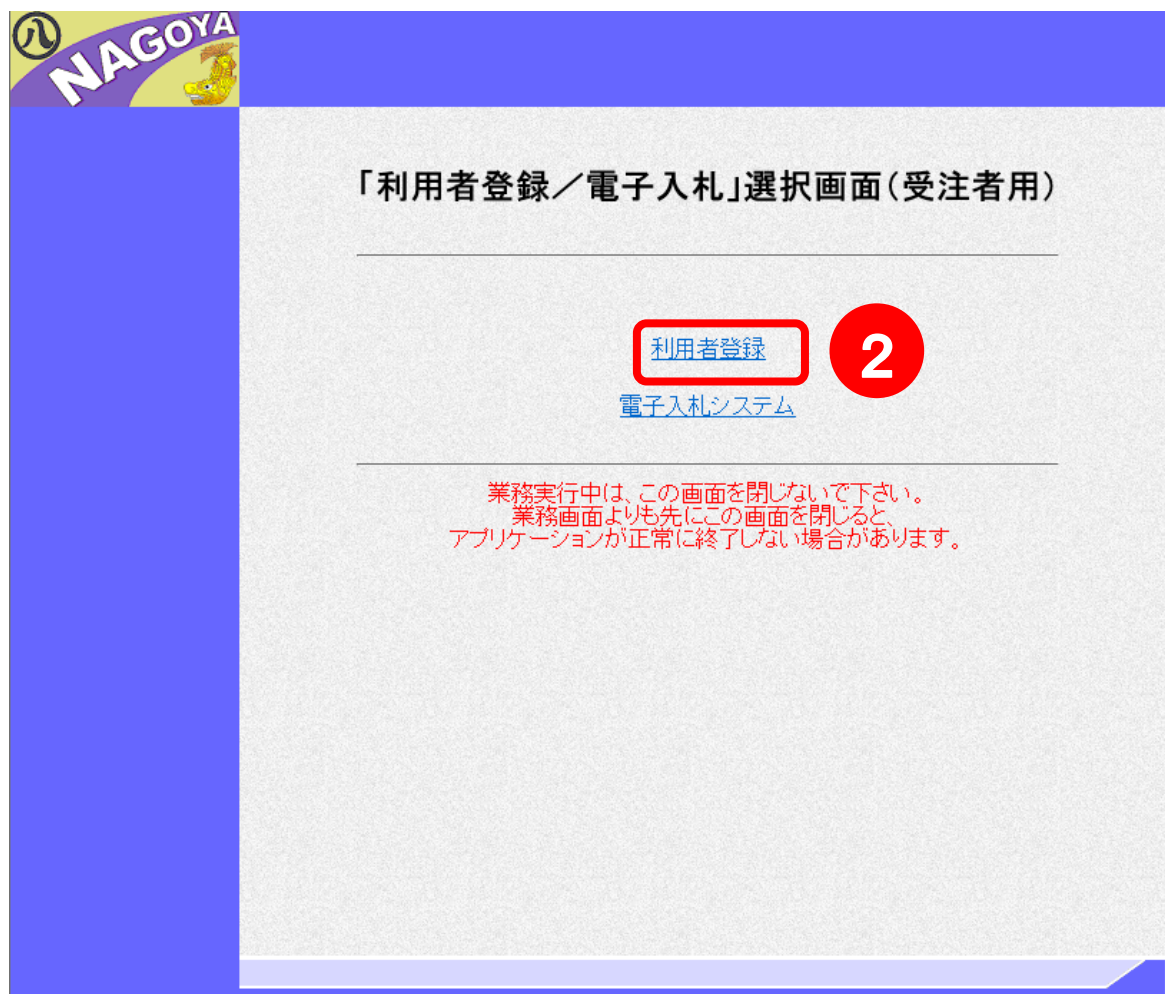 八
NAGOYA
「利用者登録／電子入札」選択画面(受注者用)
利用者登録
2
電子入札システム
業務実行中は、この画面を閉じないで下さい。
業務画面よりも先にこの画面を閉じると、
アプリケーションが正常に終了しない場合があります。